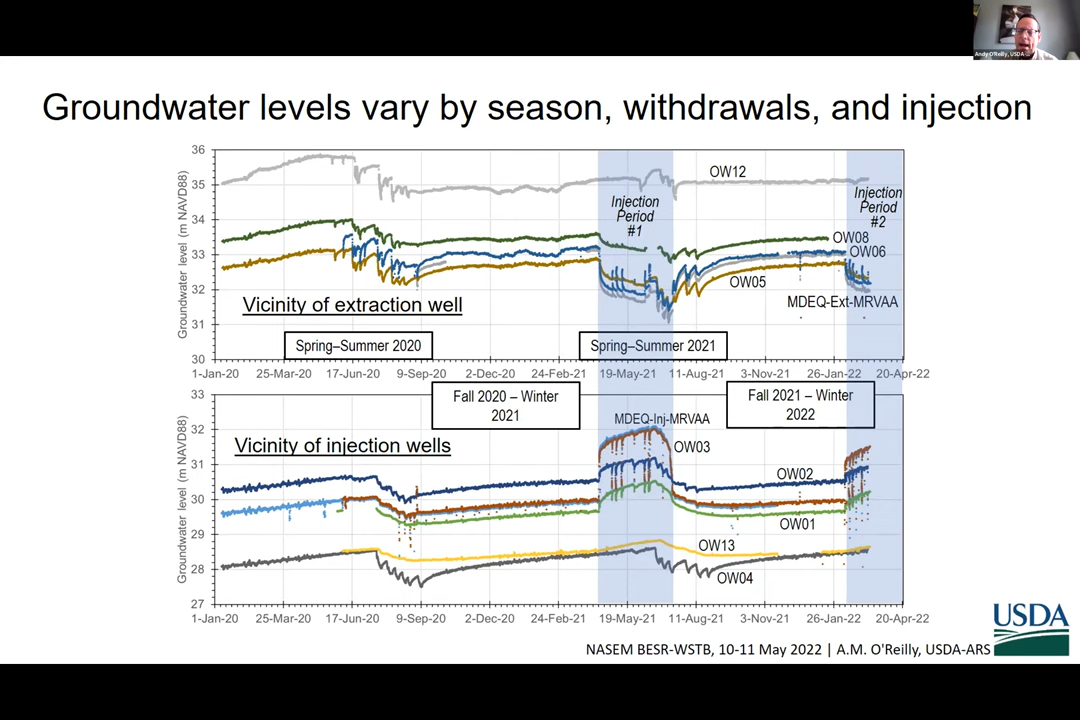 Andy O'Reilly, USDA
Groundwater levels vary by season, withdrawals, and injection
Groundwater level (m NAVD88)
36
35
34
33
32
31
30
OW12
Injection
Period
#1
Injection
Period
#2
OW08
OW06
OW05
MDEQ-Ext-MRVAA
Vicinity of extraction well
Spring–Summer 2020
Spring–Summer 2021
1-Jan-20 25-Mar-20 17-Jun-20 9-Sep-20 2-Dec-20 24-Feb-21 19-May-21 11-Aug-21 3-Nov-21 26-Jan-22 20-Apr-22
Fall 2020 – Winter
2021
Fall 2021 – Winter
2022
Groundwater level (m NAVD88)
33
32
31
30
29
28
27
Vicinity of injection wells
MDEQ-Inj-MRVAA
OW03
OW02
OW01
OW13
OW04
1-Jan-20 25-Mar-20 17-Jun-20 9-Sep-20 2-Dec-20 24-Feb-21 19-May-21 11-Aug-21 3-Nov-21 26-Jan-22 20-Apr-22
USDA
NASEM BESR-WSTB, 10-11 May 2022 | A.M. O'Reilly, USDA-ARS